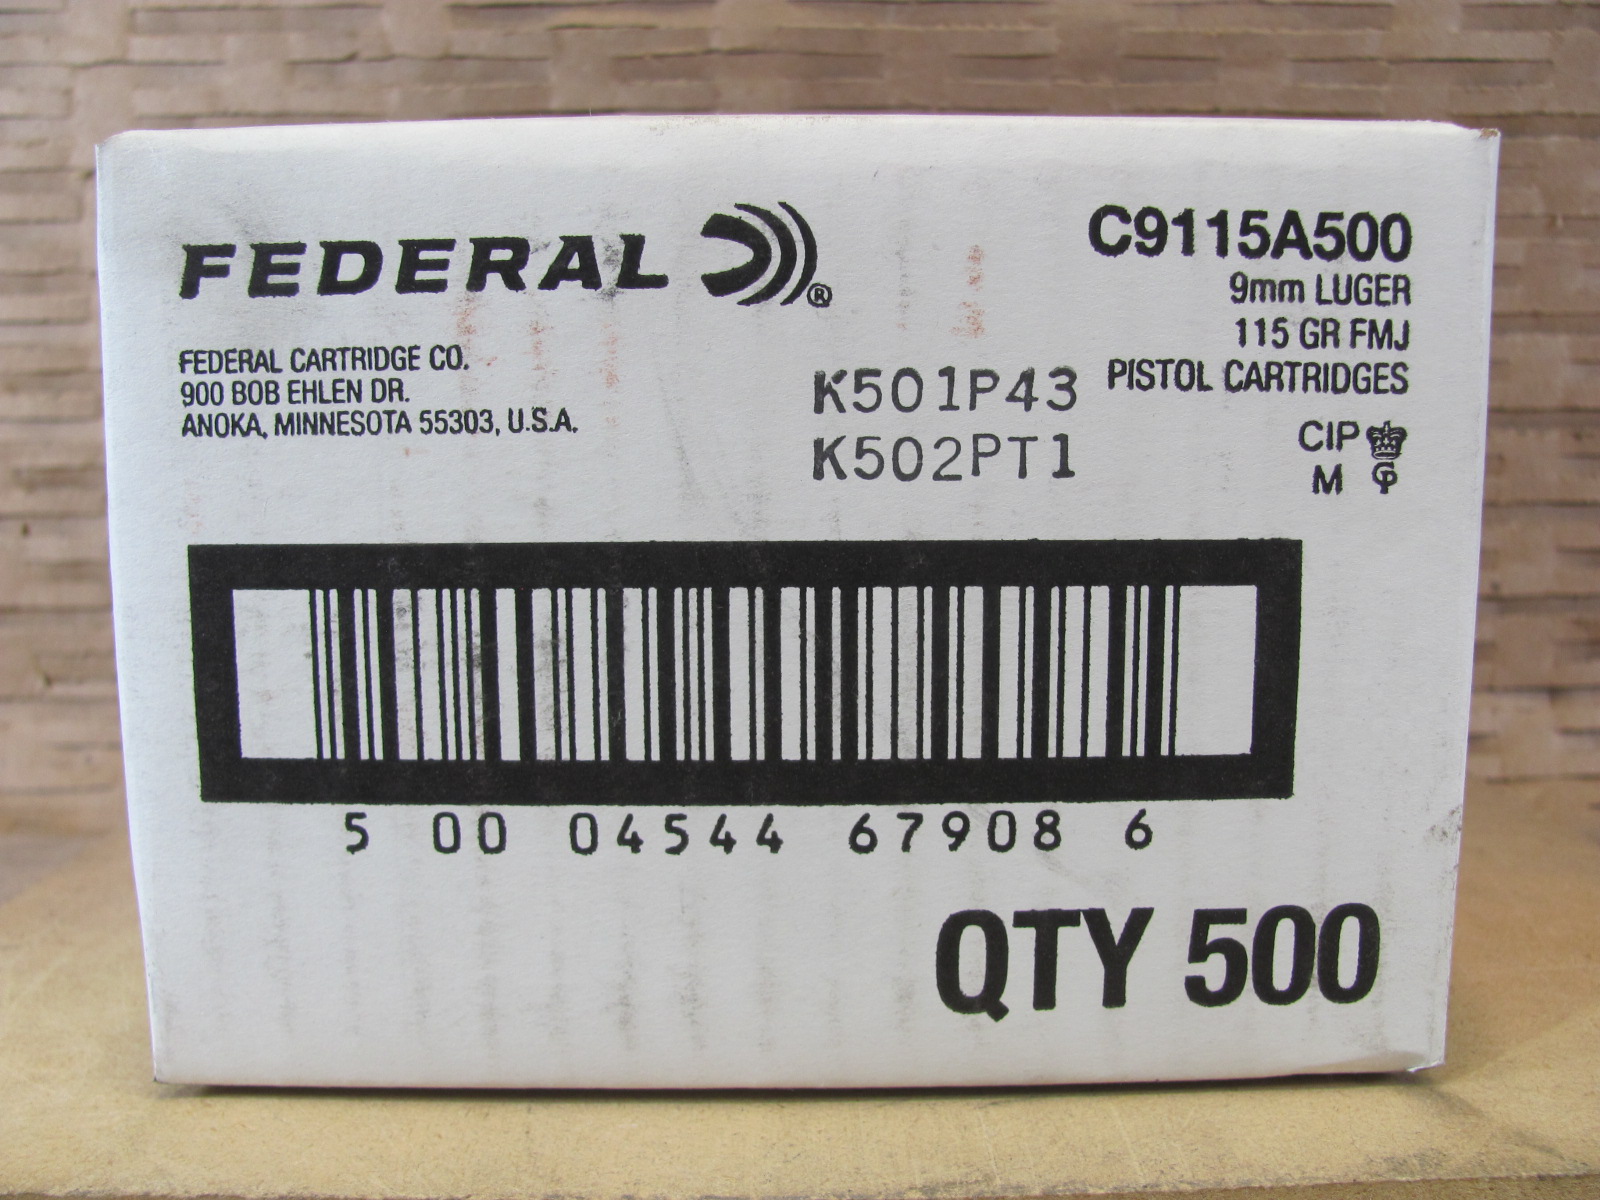 FEDERAL ®
FEDERAL CARTRIDGE CO.
900 BOB EHLEN DR.
ANOKA, MINNESOTA 55303, U.S.A.
C9115A500
9mm LUGER
115 GR FMJ
PISTOL CARTRIDGES
K501P43
K502PT1
CIP
M
5 00 04544 67908 6
QTY 500